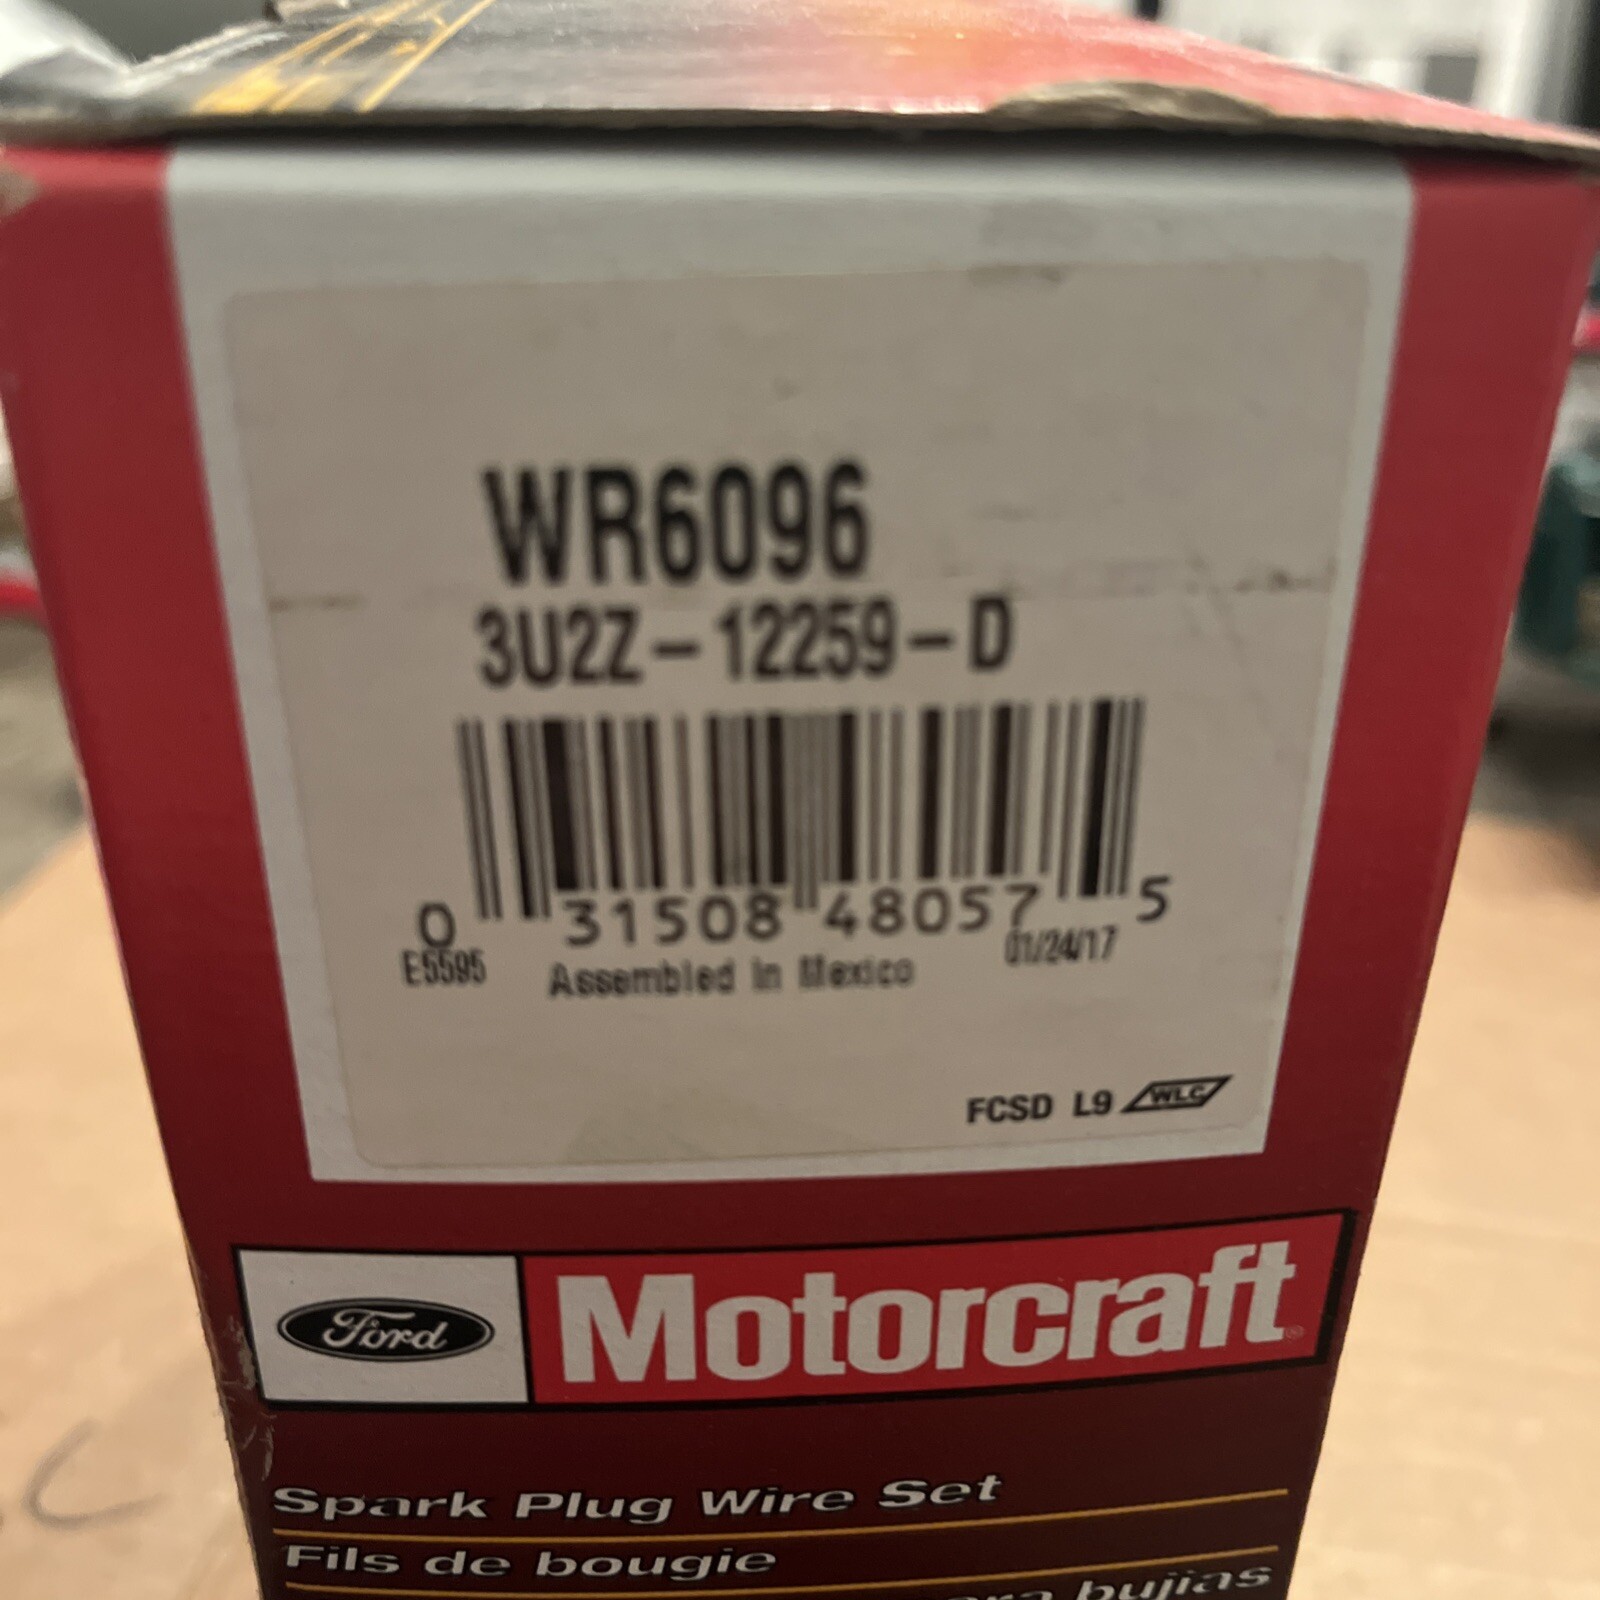 WR6096
3U2Z-12259-D
0 31508 48057 5
E5595 Assembled in Mexico 01/24/17
FCSD L9 WLC
Ford Motorcraft
Spark Plug Wire Set
Fils de bougie
bujias